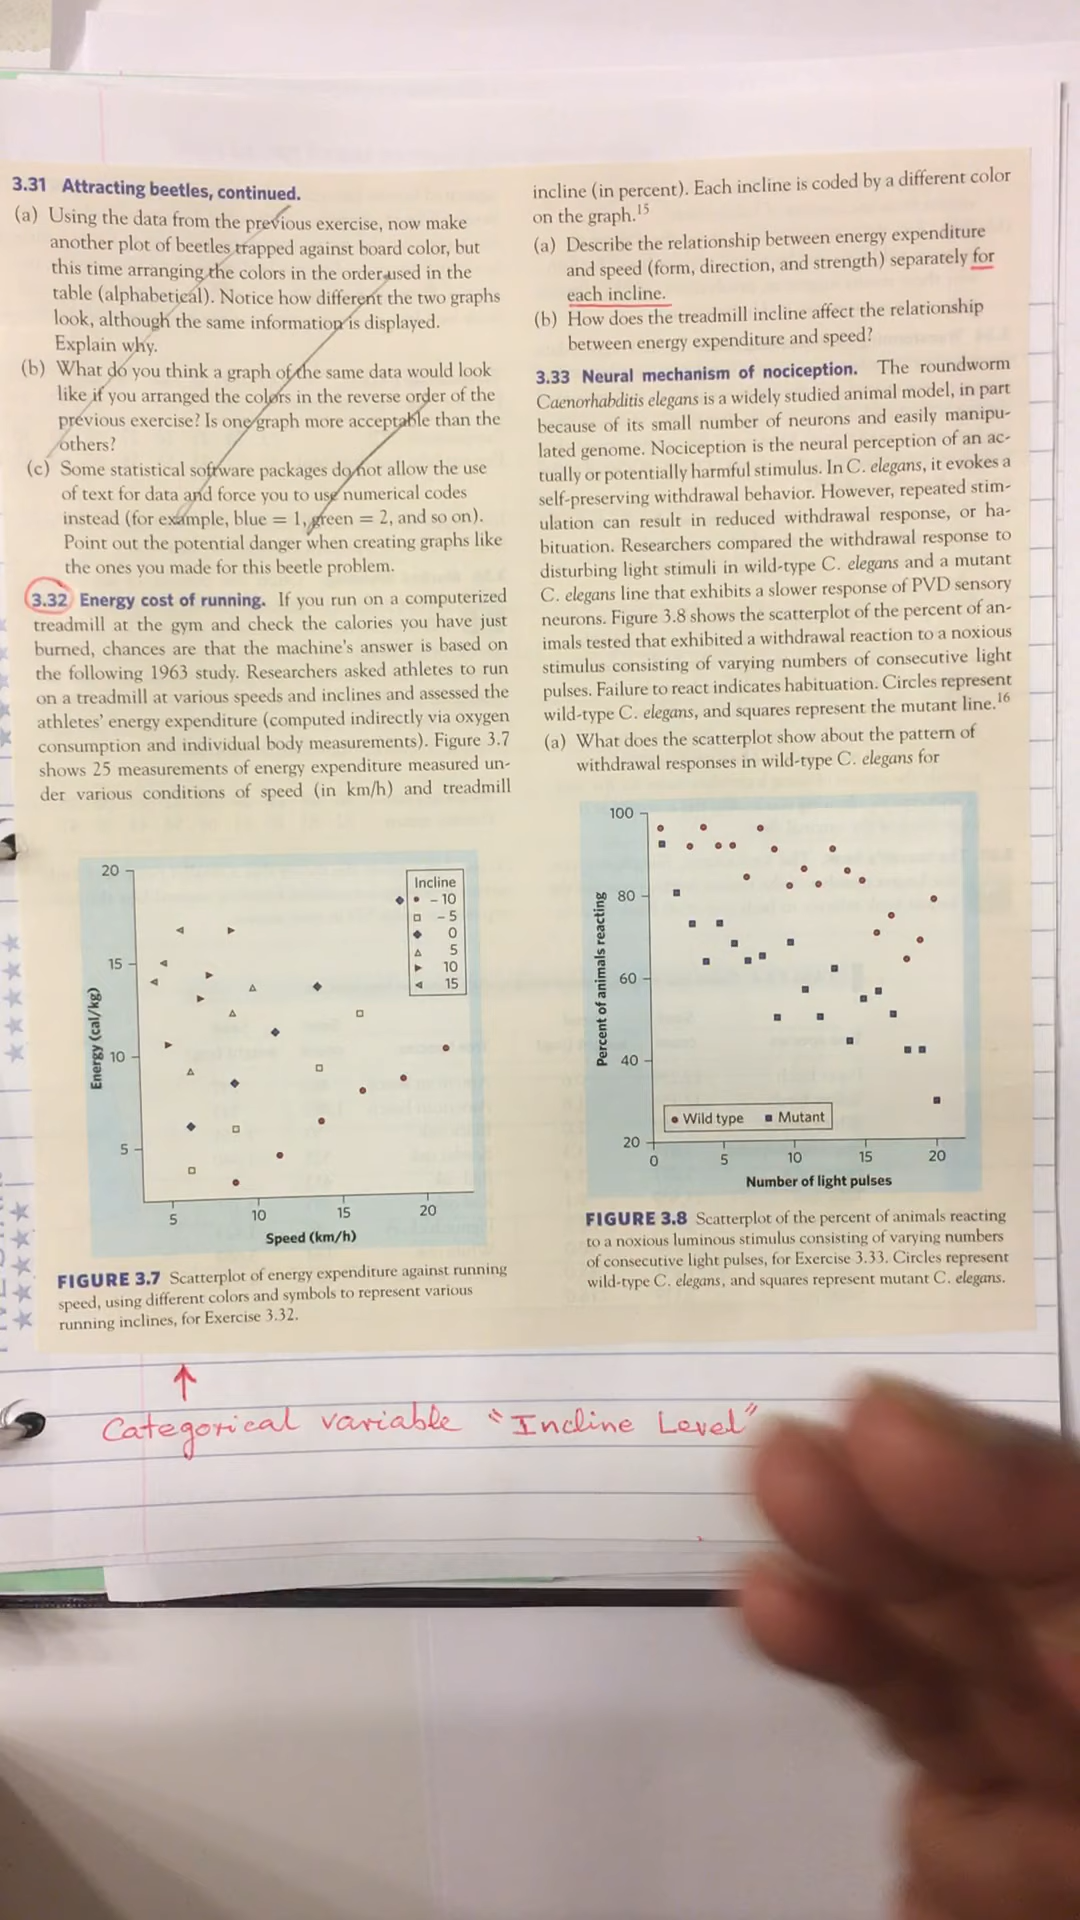 3.31 Attracting beetles, continued.
(a) Using the data from the previous exercise, now make
another plot of beetles trapped against board color, but
this time arranging the colors in the order used in the
table (alphabetical). Notice how different the two graphs
look, although the same information is displayed.
Explain why.
(b) What do you think a graph of the same data would look
like if you arranged the colors in the reverse order of the
previous exercise? Is one graph more acceptable than the
others?
(c) Some statistical software packages do not allow the use
of text for data and force you to use numerical codes
instead (for example, blue = 1, green = 2, and so on).
Point out the potential danger when creating graphs like
the ones you made for this beetle problem.
3.32 Energy cost of running. If you run on a computerized
treadmill at the gym and check the calories you have just
burned, chances are that the machine's answer is based on
the following 1963 study. Researchers asked athletes to run
on a treadmill at various speeds and inclines and assessed the
athletes' energy expenditure (computed indirectly via oxygen
consumption and individual body measurements). Figure 3.7
shows 25 measurements of energy expenditure measured un-
der various conditions of speed (in km/h) and treadmill
20
15
10
5
Energy (cal/kg)
Incline
-10
-5
0
5
10
15
5 10 15 20
Speed (km/h)
FIGURE 3.7 Scatterplot of energy expenditure against running
speed, using different colors and symbols to represent various
running inclines, for Exercise 3.32.
incline (in percent). Each incline is coded by a different color
on the graph.15
(a) Describe the relationship between energy expenditure
and speed (form, direction, and strength) separately for
each incline.
(b) How does the treadmill incline affect the relationship
between energy expenditure and speed?
3.33 Neural mechanism of nociception. The roundworm
Caenorhabditis elegans is a widely studied animal model, in part
because of its small number of neurons and easily manipu-
lated genome. Nociception is the neural perception of an ac-
tually or potentially harmful stimulus. In C. elegans, it evokes a
self-preserving withdrawal behavior. However, repeated stim-
ulation can result in reduced withdrawal response, or ha-
bituation. Researchers compared the withdrawal response to
disturbing light stimuli in wild-type C. elegans and a mutant
C. elegans line that exhibits a slower response of PVD sensory
neurons. Figure 3.8 shows the scatterplot of the percent of an-
imals tested that exhibited a withdrawal reaction to a noxious
stimulus consisting of varying numbers of consecutive light
pulses. Failure to react indicates habituation. Circles represent
wild-type C. elegans, and squares represent the mutant line.16
(a) What does the scatterplot show about the pattern of
withdrawal responses in wild-type C. elegans for
100
80
60
40
20
Percent of animals reacting
Wild type Mutant
0 5 10 15 20
Number of light pulses
FIGURE 3.8 Scatterplot of the percent of animals reacting
to a noxious luminous stimulus consisting of varying numbers
of consecutive light pulses, for Exercise 3.33. Circles represent
wild-type C. elegans, and squares represent mutant C. elegans.
Categorical variable "Incline Level"